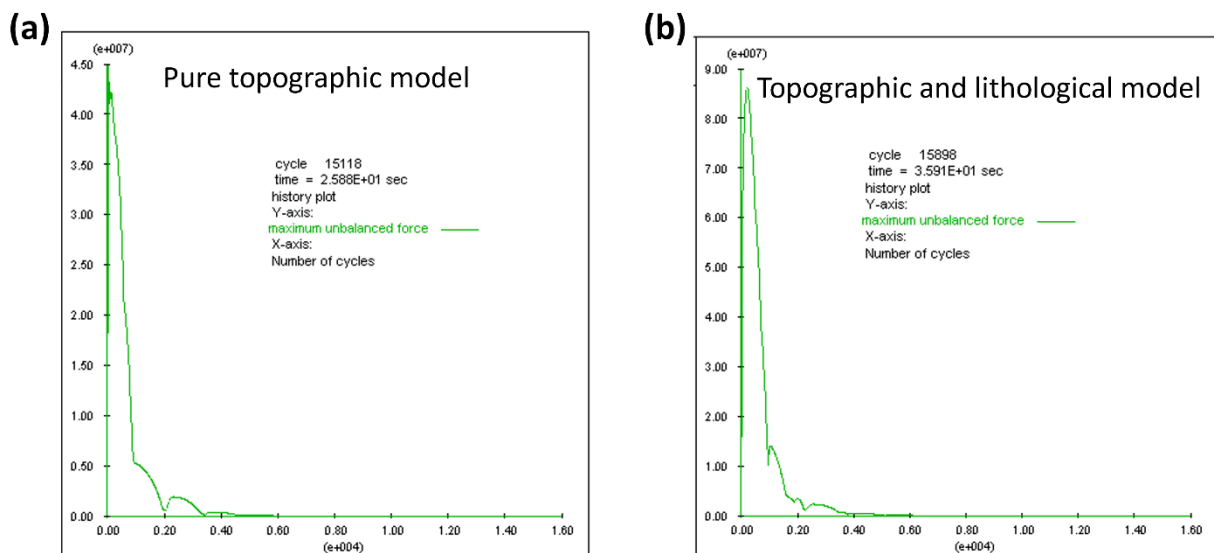 (a)
(e+007)
Pure topographic model
4.50
4.00
3.50
3.00
2.50
2.00
1.50
1.00
0.50
0.00
cycle 15118
time = 2.588E+01 sec
history plot
Y-axis:
maximum unbalanced force
X-axis:
Number of cycles
0.00 0.20 0.40 0.60 0.80 1.00 1.20 1.40 1.60
(e+004)
(b)
(e+007)
Topographic and lithological model
9.00
8.00
7.00
6.00
5.00
4.00
3.00
2.00
1.00
0.00
cycle 15898
time = 3.591E+01 sec
history plot
Y-axis:
maximum unbalanced force
X-axis:
Number of cycles
0.00 0.20 0.40 0.60 0.80 1.00 1.20 1.40 1.60
(e+004)